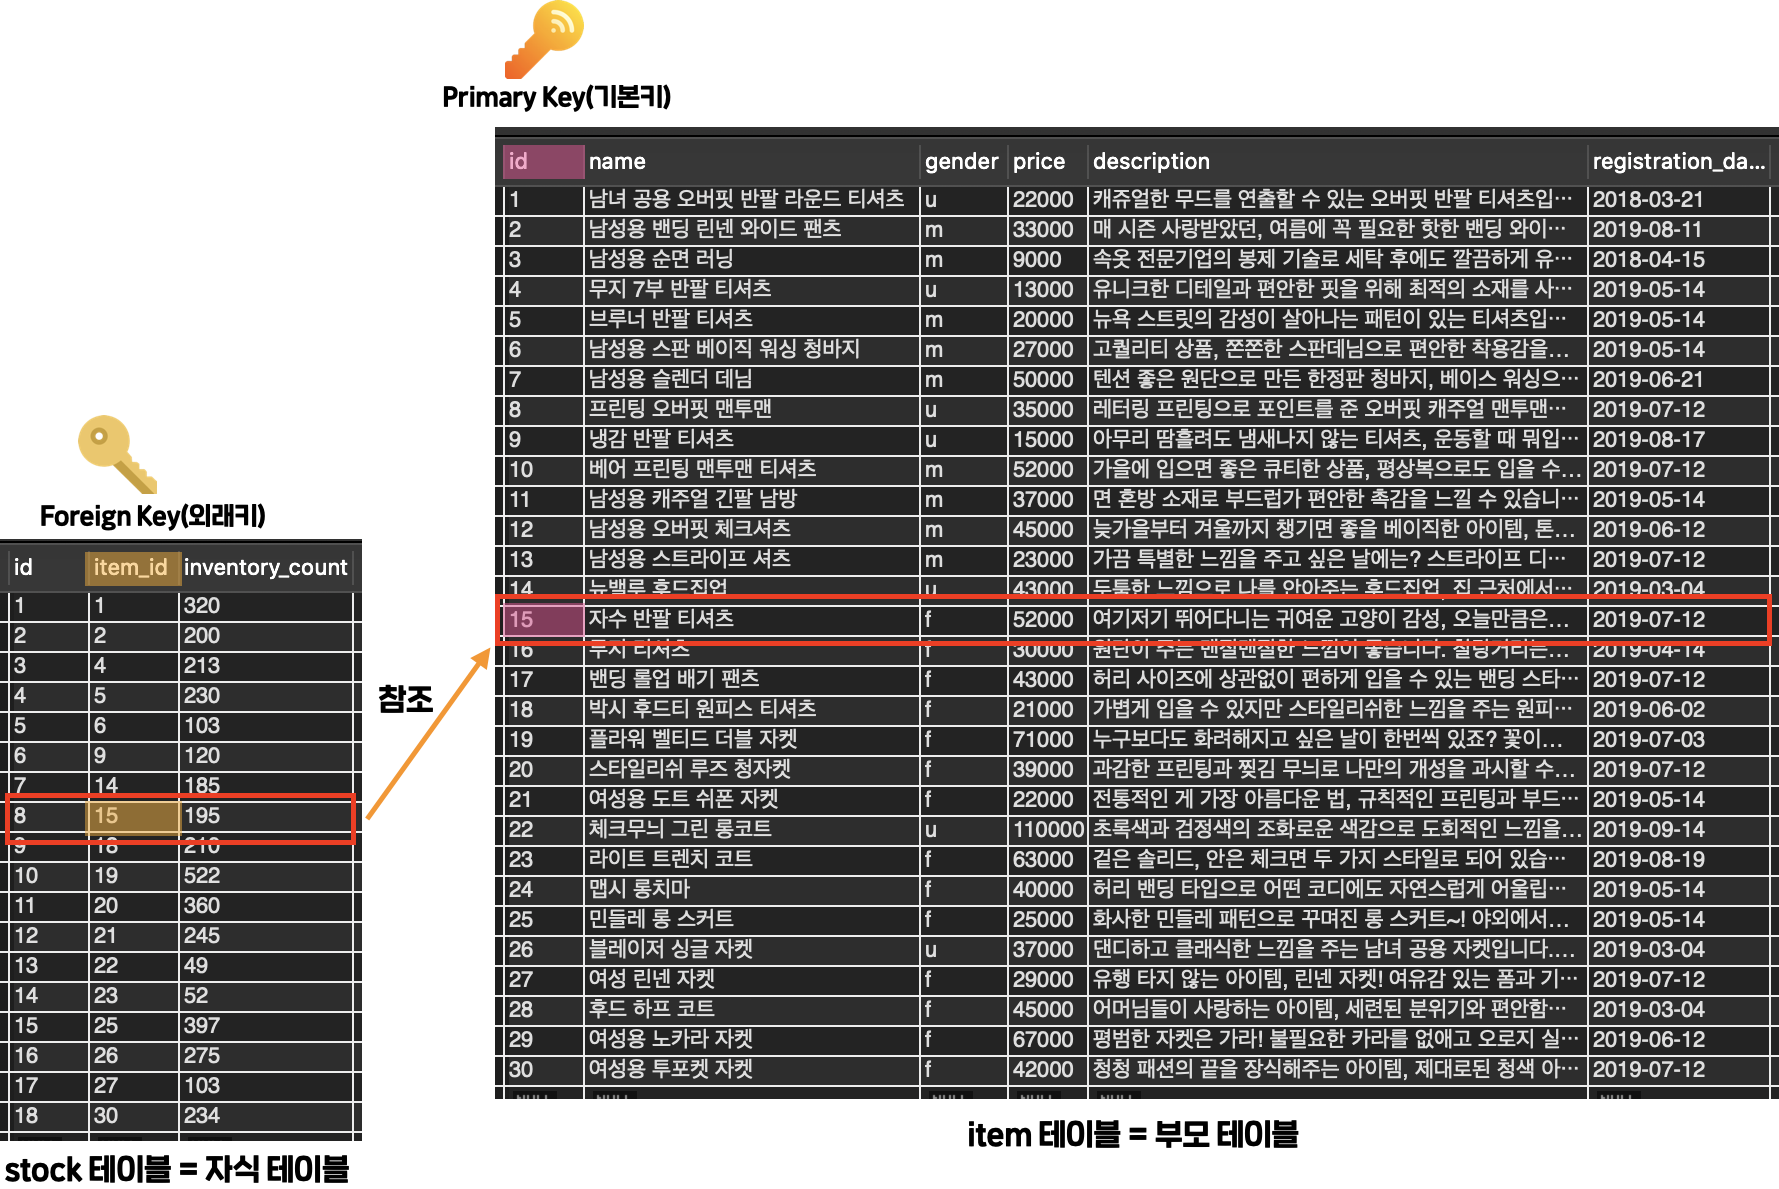 Primary Key(기본키)
id name gender price description registration_da...
1 남녀 공용 오버핏 반팔 라운드 티셔츠 u 22000 캐쥬얼한 무드를 연출할 수 있는 오버핏 반팔 티셔츠입… 2018-03-21
2 남성용 밴딩 린넨 와이드 팬츠 m 33000 매 시즌 사랑받았던, 여름에 꼭 필요한 핫한 밴딩 와이… 2019-08-11
3 남성용 순면 러닝 m 9000 속옷 전문기업의 봉제 기술로 세탁 후에도 깔끔하게 유… 2018-04-15
4 무지 7부 반팔 티셔츠 u 13000 유니크한 디테일과 편안한 핏을 위해 최적의 소재를 사… 2019-05-14
5 브루너 반팔 티셔츠 m 20000 뉴욕 스트릿의 감성이 살아나는 패턴이 있는 티셔츠입… 2019-05-14
6 남성용 스판 베이직 워싱 청바지 m 27000 고퀄리티 상품, 쫀쫀한 스판데님으로 편안한 착용감을... 2019-05-14
7 남성용 슬렌더 데님 m 50000 텐션 좋은 원단으로 만든 한정판 청바지, 베이스 워싱으… 2019-06-21
8 프린팅 오버핏 맨투맨 u 35000 레터링 프린팅으로 포인트를 준 오버핏 캐주얼 맨투맨… 2019-07-12
9 냉감 반팔 티셔츠 u 15000 아무리 땀흘려도 냄새나지 않는 티셔츠, 운동할 때 뭐입… 2019-08-17
10 베어 프린팅 맨투맨 티셔츠 m 52000 가을에 입으면 좋은 큐티한 상품, 평상복으로도 입을 수... 2019-07-12
11 남성용 캐주얼 긴팔 남방 m 37000 면 혼방 소재로 부드럽가 편안한 촉감을 느낄 수 있습니… 2019-05-14
12 남성용 오버핏 체크셔츠 m 45000 늦가을부터 겨울까지 챙기면 좋을 베이직한 아이템, 톤... 2019-06-12
13 남성용 스트라이프 셔츠 m 23000 가끔 특별한 느낌을 주고 싶은 날에는? 스트라이프 디… 2019-07-12
14 뉴밸루 후드집업 u 43000 두툼한 느낌으로 나를 안아주는 후드집업, 집 근처에서… 2019-03-04
15 자수 반팔 티셔츠 f 52000 여기저기 뛰어다니는 귀여운 고양이 감성, 오늘만큼은... 2019-07-12
16 무지 티셔츠 f 30000 원단이 주는 맨질맨질한 느낌이 좋습니다. 찰랑거리는... 2019-04-14
17 밴딩 롤업 배기 팬츠 f 43000 허리 사이즈에 상관없이 편하게 입을 수 있는 밴딩 스타… 2019-07-12
18 박시 후드티 원피스 티셔츠 f 21000 가볍게 입을 수 있지만 스타일리쉬한 느낌을 주는 원피… 2019-06-02
19 플라워 벨티드 더블 자켓 f 71000 누구보다도 화려해지고 싶은 날이 한번씩 있죠? 꽃이... 2019-07-03
20 스타일리쉬 루즈 청자켓 f 39000 과감한 프린팅과 찢김 무늬로 나만의 개성을 과시할 수... 2019-07-12
21 여성용 도트 쉬폰 자켓 f 22000 전통적인 게 가장 아름다운 법, 규칙적인 프린팅과 부드… 2019-05-14
22 체크무늬 그린 롱코트 u 110000 초록색과 검정색의 조화로운 색감으로 도회적인 느낌을... 2019-09-14
23 라이트 트렌치 코트 f 63000 겉은 솔리드, 안은 체크면 두 가지 스타일로 되어 있습… 2019-08-19
24 맵시 롱치마 f 40000 허리 밴딩 타입으로 어떤 코디에도 자연스럽게 어울립… 2019-05-14
25 민들레 롱 스커트 f 25000 화사한 민들레 패턴으로 꾸며진 롱 스커트~! 야외에서... 2019-05-14
26 블레이저 싱글 자켓 u 37000 댄디하고 클래식한 느낌을 주는 남녀 공용 자켓입니다.... 2019-03-04
27 여성 린넨 자켓 f 29000 유행 타지 않는 아이템, 린넨 자켓! 여유감 있는 폼과 기… 2019-07-12
28 후드 하프 코트 f 45000 어머님들이 사랑하는 아이템, 세련된 분위기와 편안함… 2019-03-04
29 여성용 노카라 자켓 f 67000 평범한 자켓은 가라! 불필요한 카라를 없애고 오로지 실… 2019-06-12
30 여성용 투포켓 자켓 f 42000 청청 패션의 끝을 장식해주는 아이템, 제대로된 청색 아… 2019-07-12
NULL NULL NULL NULL NULL NULL
item 테이블 = 부모 테이블
참조
Foreign Key(외래키)
id item_id inventory_count
1 1 320
2 2 200
3 4 213
4 5 230
5 6 103
6 9 120
7 14 185
8 15 195
9 18 210
10 19 522
11 20 360
12 21 245
13 22 49
14 23 52
15 25 397
16 26 275
17 27 103
18 30 234
stock 테이블 = 자식 테이블